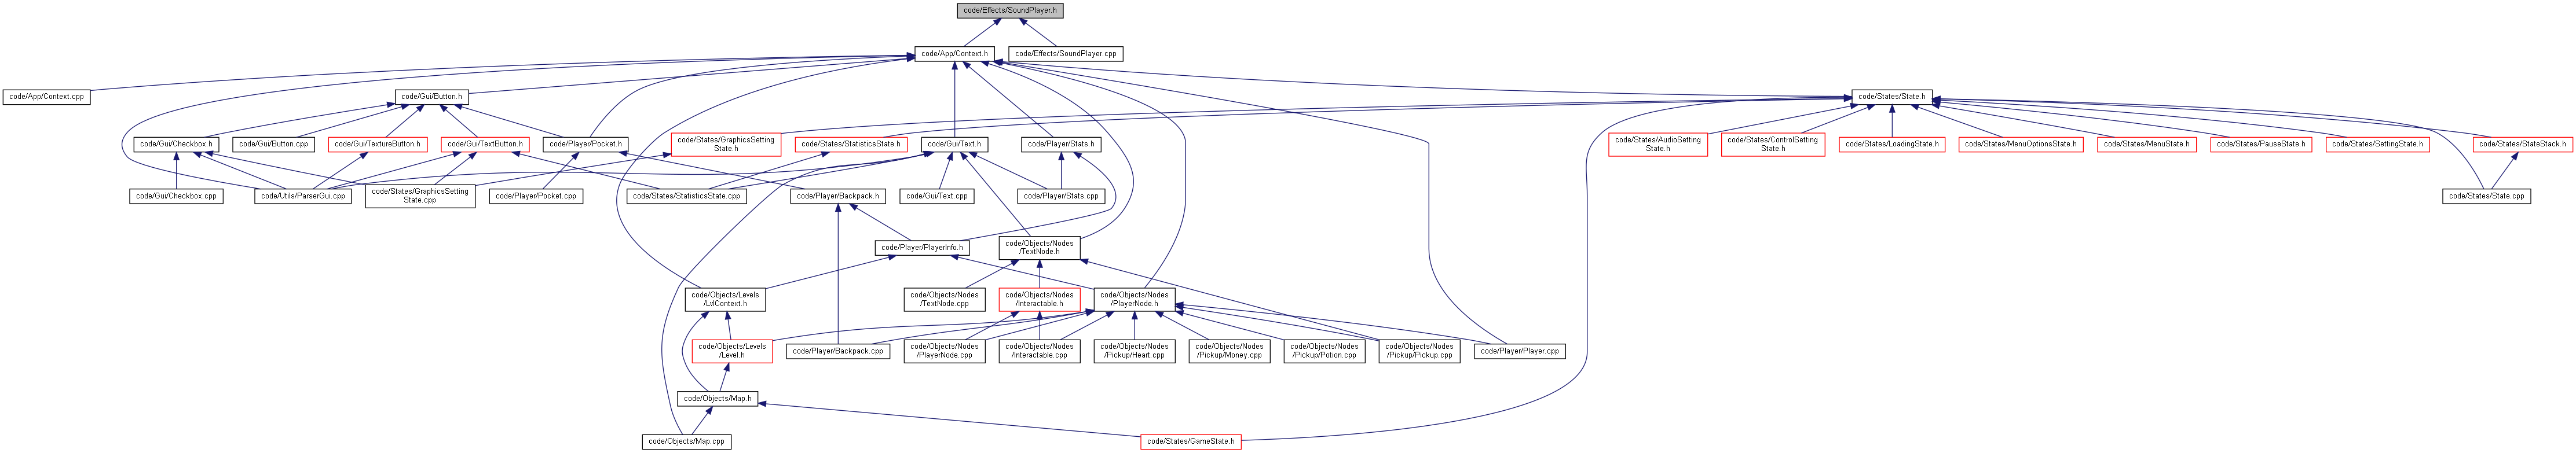 code/Effects/SoundPlayer.h
code/App/Context.h
code/Effects/SoundPlayer.cpp
code/App/Context.cpp
code/Gui/Button.h
code/States/State.h
code/Gui/Checkbox.h
code/Gui/Button.cpp
code/Gui/TextureButton.h
code/Gui/TextButton.h
code/Player/Pocket.h
code/States/GraphicsSetting
State.h
code/States/StatisticsState.h
code/Gui/Text.h
code/Player/Stats.h
code/States/AudioSetting
State.h
code/States/ControlSetting
State.h
code/States/LoadingState.h
code/States/MenuOptionsState.h
code/States/MenuState.h
code/States/PauseState.h
code/States/SettingState.h
code/States/StateStack.h
code/Gui/Checkbox.cpp
code/Utils/ParserGui.cpp
code/States/GraphicsSetting
State.cpp
code/Player/Pocket.cpp
code/States/StatisticsState.cpp
code/Player/Backpack.h
code/Gui/Text.cpp
code/Player/Stats.cpp
code/States/State.cpp
code/Player/PlayerInfo.h
code/Objects/Nodes
/TextNode.h
code/Objects/Levels
/LvlContext.h
code/Objects/Nodes
/TextNode.cpp
code/Objects/Nodes
/Interactable.h
code/Objects/Nodes
/PlayerNode.h
code/Objects/Levels
/Level.h
code/Player/Backpack.cpp
code/Objects/Nodes
/PlayerNode.cpp
code/Objects/Nodes
/Interactable.cpp
code/Objects/Nodes
/Pickup/Heart.cpp
code/Objects/Nodes
/Pickup/Money.cpp
code/Objects/Nodes
/Pickup/Potion.cpp
code/Objects/Nodes
/Pickup/Pickup.cpp
code/Player/Player.cpp
code/Objects/Map.h
code/Objects/Map.cpp
code/States/GameState.h